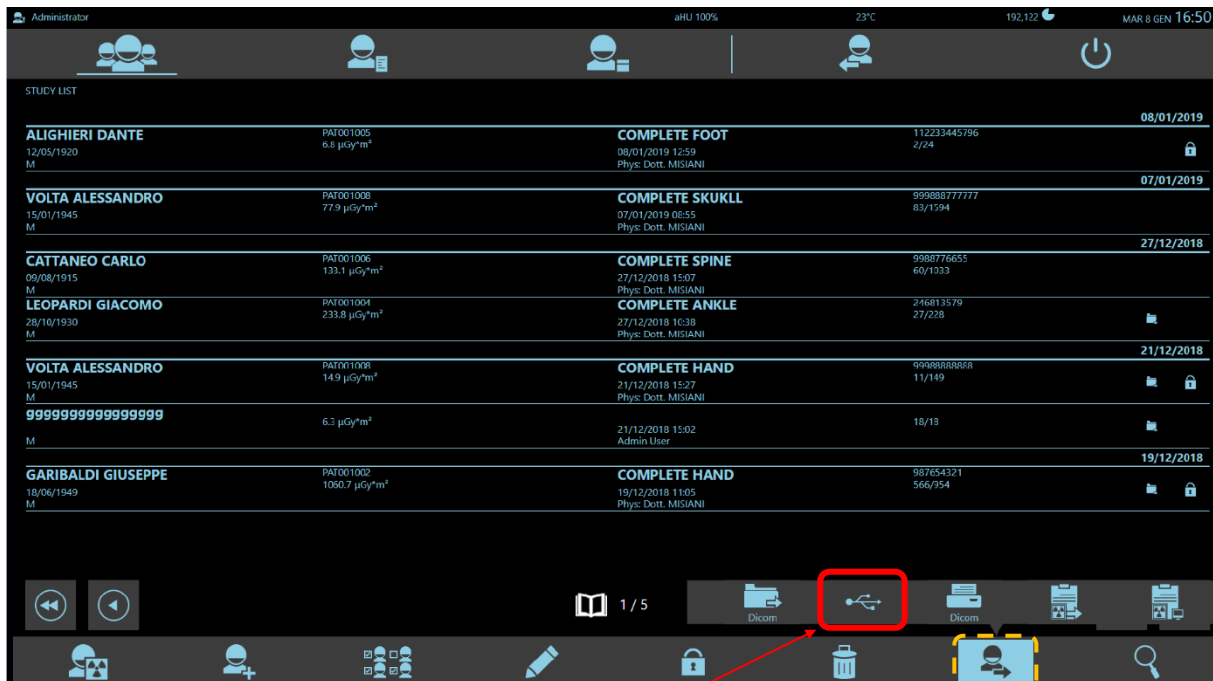 Administrator aHU 100% 23°C 192,122 MAR 8 GEN 16:50
STUDY LIST
08/01/2019
ALIGHIERI DANTE PAT001005 COMPLETE FOOT 112233445796
6.8 µGy*m² 2/24
12/05/1920 08/01/2019 12:59
M Phys: Dott. MISIANI
07/01/2019
VOLTA ALESSANDRO PAT001008 COMPLETE SKUKLL 999888777777
77.9 µGy*m² 83/1594
15/01/1945 07/01/2019 08:55
M Phys: Dott. MISIANI
27/12/2018
CATTANEO CARLO PAT001006 COMPLETE SPINE 9988776655
133.1 µGy*m² 60/1033
09/08/1915 27/12/2018 15:07
M Phys: Dott. MISIANI
LEOPARDI GIACOMO PAT001004 COMPLETE ANKLE 246813579
233.8 µGy*m² 27/228
28/10/1930 27/12/2018 10:38
M Phys: Dott. MISIANI
21/12/2018
VOLTA ALESSANDRO PAT001008 COMPLETE HAND 99988888888
14.9 µGy*m² 11/149
15/01/1945 21/12/2018 15:27
M Phys: Dott. MISIANI
gggggggggggggggg
6.3 µGy*m² 18/18
21/12/2018 15:02
M Admin User
19/12/2018
GARIBALDI GIUSEPPE PAT001002 COMPLETE HAND 987654321
1060.7 µGy*m² 566/954
18/06/1949 19/12/2018 11:05
M Phys: Dott. MISIANI
1 / 5
Dicom Dicom